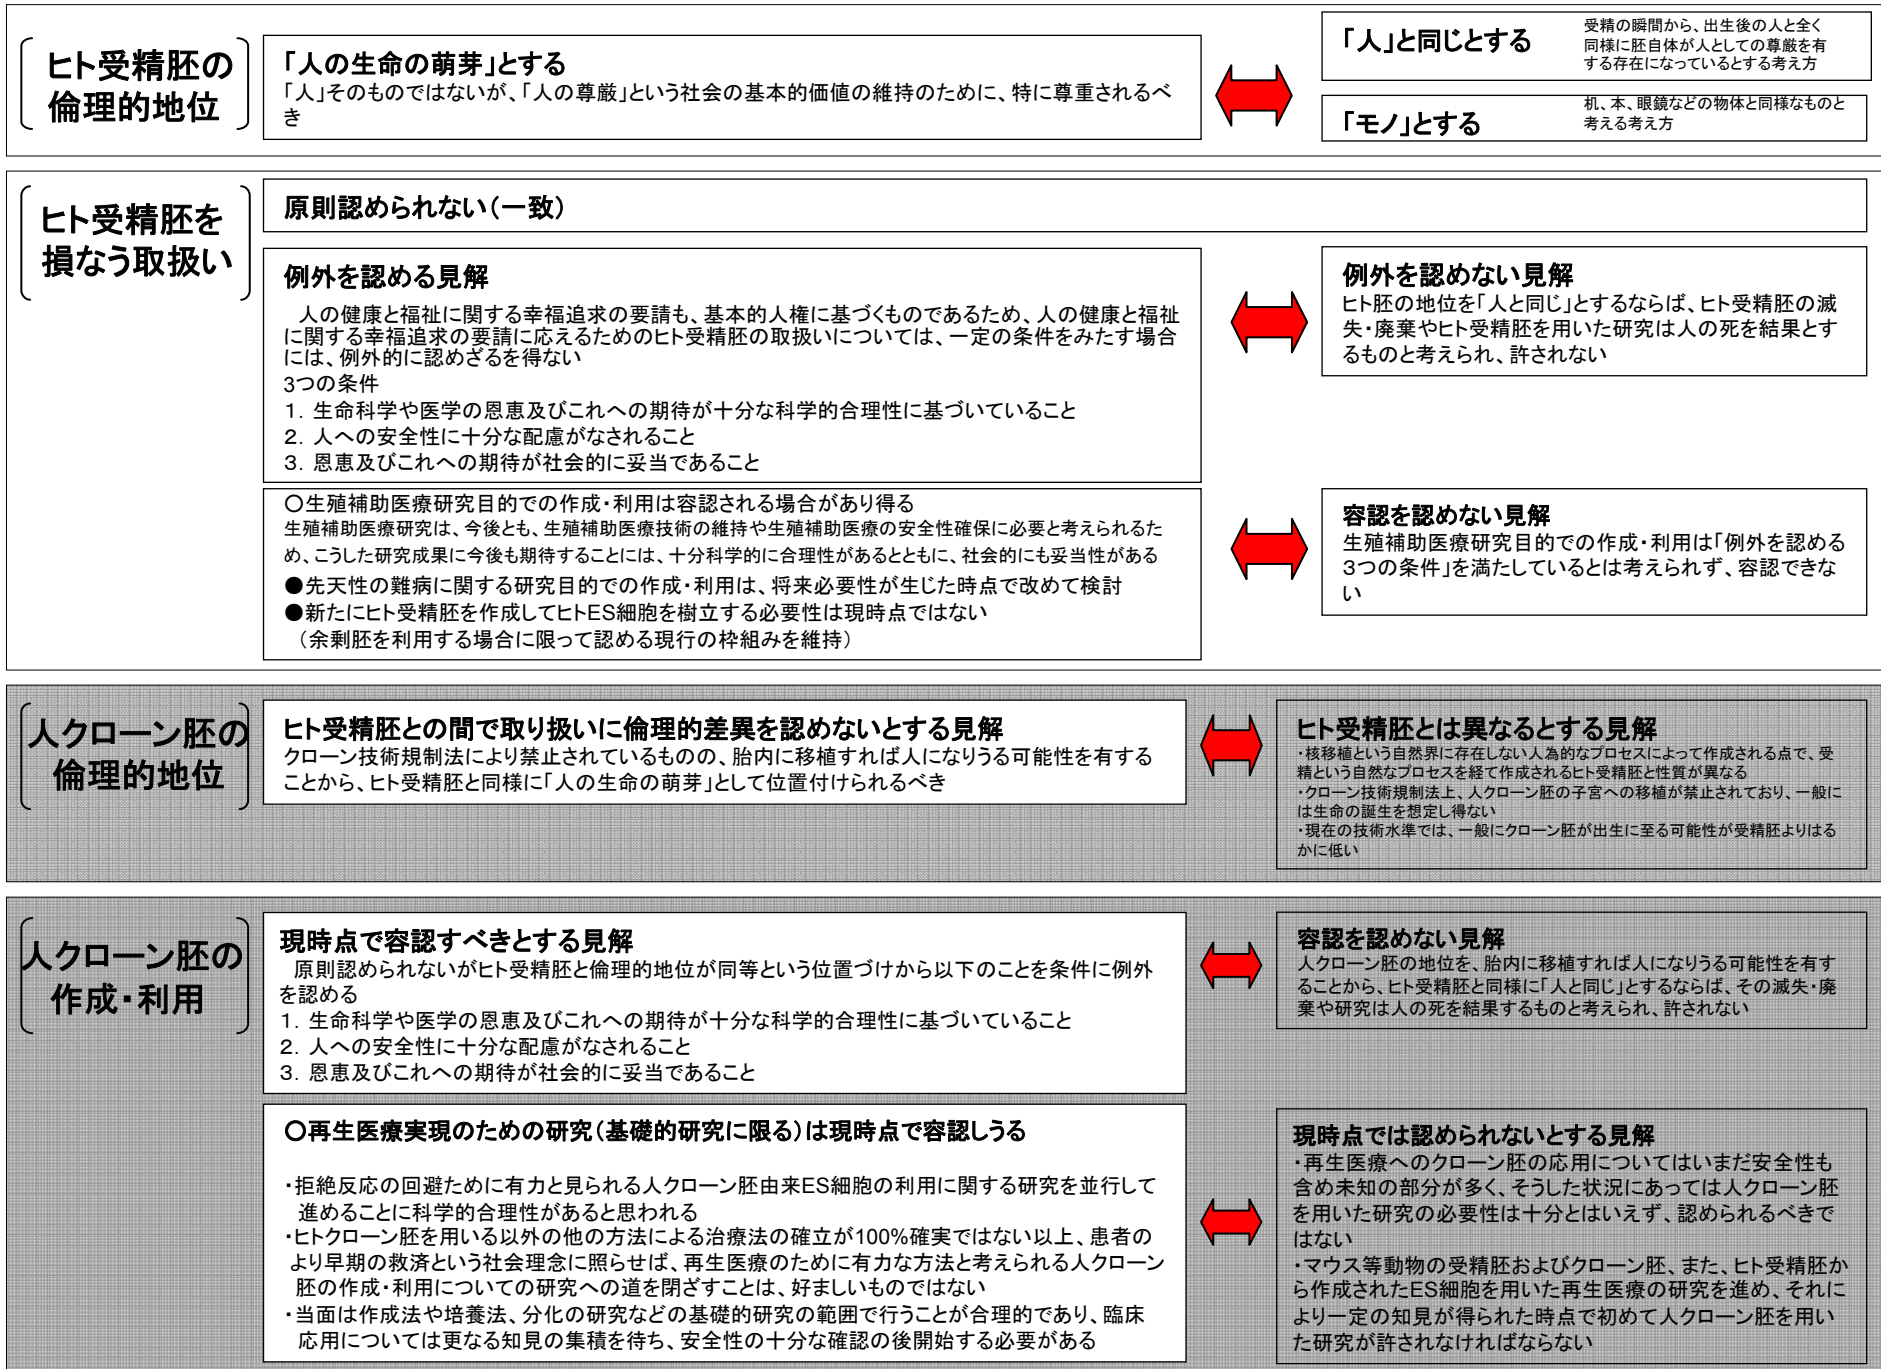 ヒト受精胚の
倫理的地位
「人の生命の萌芽」とする
「人」そのものではないが、「人の尊厳」という社会の基本的価値の維持のために、特に尊重されるべ
き
「人」と同じとする
受精の瞬間から、出生後の人と全く
同様に胚自体が人としての尊厳を有
する存在になっているとする考え方
「モノ」とする
机、本、眼鏡などの物体と同様なものと
考える考え方
ヒト受精胚を
損なう取扱い
原則認められない(一致)
例外を認める見解
人の健康と福祉に関する幸福追求の要請も、基本的人権に基づくものであるため、人の健康と福祉
に関する幸福追求の要請に応えるためのヒト受精胚の取扱いについては、一定の条件をみたす場合
には、例外的に認めざるを得ない
3つの条件
1. 生命科学や医学の恩恵及びこれへの期待が十分な科学的合理性に基づいていること
2. 人への安全性に十分な配慮がなされること
3. 恩恵及びこれへの期待が社会的に妥当であること
例外を認めない見解
ヒト胚の地位を「人と同じ」とするならば、ヒト受精胚の滅
失・廃棄やヒト受精胚を用いた研究は人の死を結果とす
るものと考えられ、許されない
○生殖補助医療研究目的での作成・利用は容認される場合があり得る
生殖補助医療研究は、今後とも、生殖補助医療技術の維持や生殖補助医療の安全性確保に必要と考えられるた
め、こうした研究成果に今後も期待することには、十分科学的に合理性があるとともに、社会的にも妥当性がある
●先天性の難病に関する研究目的での作成・利用は、将来必要性が生じた時点で改めて検討
●新たにヒト受精胚を作成してヒトES細胞を樹立する必要性は現時点ではない
(余剰胚を利用する場合に限って認める現行の枠組みを維持)
容認を認めない見解
生殖補助医療研究目的での作成・利用は「例外を認める
3つの条件」を満たしているとは考えられず、容認できな
い
人クローン胚の
倫理的地位
ヒト受精胚との間で取り扱いに倫理的差異を認めないとする見解
クローン技術規制法により禁止されているものの、胎内に移植すれば人になりうる可能性を有する
ことから、ヒト受精胚と同様に「人の生命の萌芽」として位置付けられるべき
ヒト受精胚とは異なるとする見解
・核移植という自然界に存在しない人為的なプロセスによって作成される点で、受
精という自然なプロセスを経て作成されるヒト受精胚と性質が異なる
・クローン技術規制法上、人クローン胚の子宮への移植が禁止されており、一般に
は生命の誕生を想定し得ない
・現在の技術水準では、一般にクローン胚が出生に至る可能性が受精胚よりはる
かに低い
人クローン胚の
作成・利用
現時点で容認すべきとする見解
原則認められないがヒト受精胚と倫理的地位が同等という位置づけから以下のことを条件に例外
を認める
1. 生命科学や医学の恩恵及びこれへの期待が十分な科学的合理性に基づいていること
2. 人への安全性に十分な配慮がなされること
3. 恩恵及びこれへの期待が社会的に妥当であること
容認を認めない見解
人クローン胚の地位を、胎内に移植すれば人になりうる可能性を有す
ることから、ヒト受精胚と同様に「人と同じ」とするならば、その滅失・廃
棄や研究は人の死を結果するものと考えられ、許されない
○再生医療実現のための研究(基礎的研究に限る)は現時点で容認しうる
・拒絶反応の回避ために有力と見られる人クローン胚由来ES細胞の利用に関する研究を並行して
進めることに科学的合理性があると思われる
・ヒトクローン胚を用いる以外の他の方法による治療法の確立が100%確実ではない以上、患者の
より早期の救済という社会理念に照らせば、再生医療のために有力な方法と考えられる人クローン
胚の作成・利用についての研究への道を閉ざすことは、好ましいものではない
・当面は作成法や培養法、分化の研究などの基礎的研究の範囲で行うことが合理的であり、臨床
応用については更なる知見の集積を待ち、安全性の十分な確認の後開始する必要がある
現時点では認められないとする見解
・再生医療へのクローン胚の応用についてはいまだ安全性も
含め未知の部分が多く、そうした状況にあっては人クローン胚
を用いた研究の必要性は十分とはいえず、認められるべきで
はない
・マウス等動物の受精胚およびクローン胚、また、ヒト受精胚か
ら作成されたES細胞を用いた再生医療の研究を進め、それに
より一定の知見が得られた時点で初めて人クローン胚を用い
た研究が許されなければならない